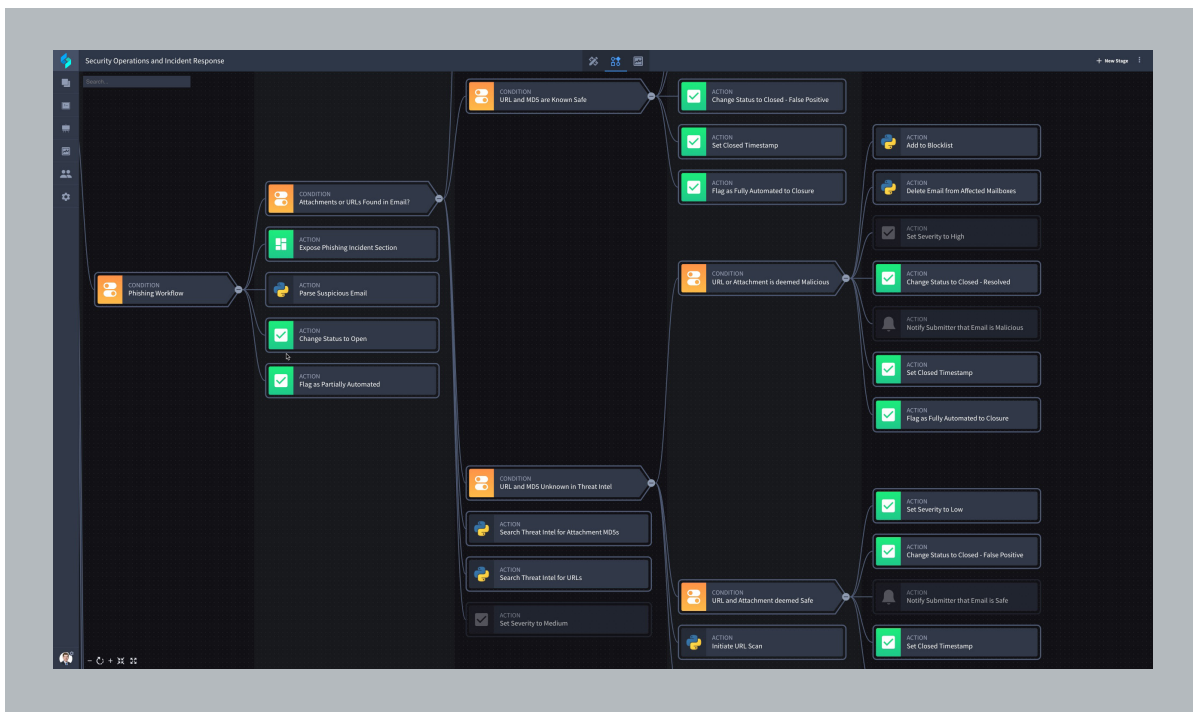 Security Operations and Incident Response
+ New Stage
Search...
CONDITION
Phishing Workflow
CONDITION
Attachments or URLs Found in Email?
ACTION
Expose Phishing Incident Section
ACTION
Parse Suspicious Email
ACTION
Change Status to Open
ACTION
Flag as Partially Automated
CONDITION
URL and MD5 are Known Safe
CONDITION
URL and MD5 Unknown in Threat Intel
ACTION
Search Threat Intel for Attachment MD5s
ACTION
Search Threat Intel for URLs
ACTION
Set Severity to Medium
ACTION
Change Status to Closed - False Positive
ACTION
Set Closed Timestamp
ACTION
Flag as Fully Automated to Closure
CONDITION
URL or Attachment is deemed Malicious
CONDITION
URL and Attachment deemed Safe
ACTION
Initiate URL Scan
ACTION
Add to Blocklist
ACTION
Delete Email from Affected Mailboxes
ACTION
Set Severity to High
ACTION
Change Status to Closed - Resolved
ACTION
Notify Submitter that Email is Malicious
ACTION
Set Closed Timestamp
ACTION
Flag as Fully Automated to Closure
ACTION
Set Severity to Low
ACTION
Change Status to Closed - False Positive
ACTION
Notify Submitter that Email is Safe
ACTION
Set Closed Timestamp